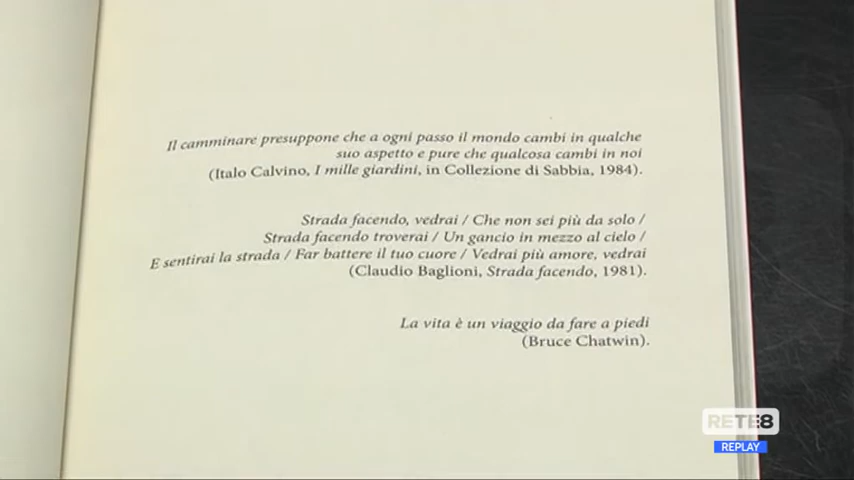 Il camminare presuppone che a ogni passo il mondo cambi in qualche
suo aspetto e pure che qualcosa cambi in noi
(Italo Calvino, I mille giardini, in Collezione di Sabbia, 1984).
Strada facendo, vedrai / Che non sei più da solo /
Strada facendo troverai / Un gancio in mezzo al cielo /
E sentirai la strada / Far battere il tuo cuore / Vedrai più amore, vedrai
(Claudio Baglioni, Strada facendo, 1981).
La vita è un viaggio da fare a piedi
(Bruce Chatwin).
RETE8
REPLAY